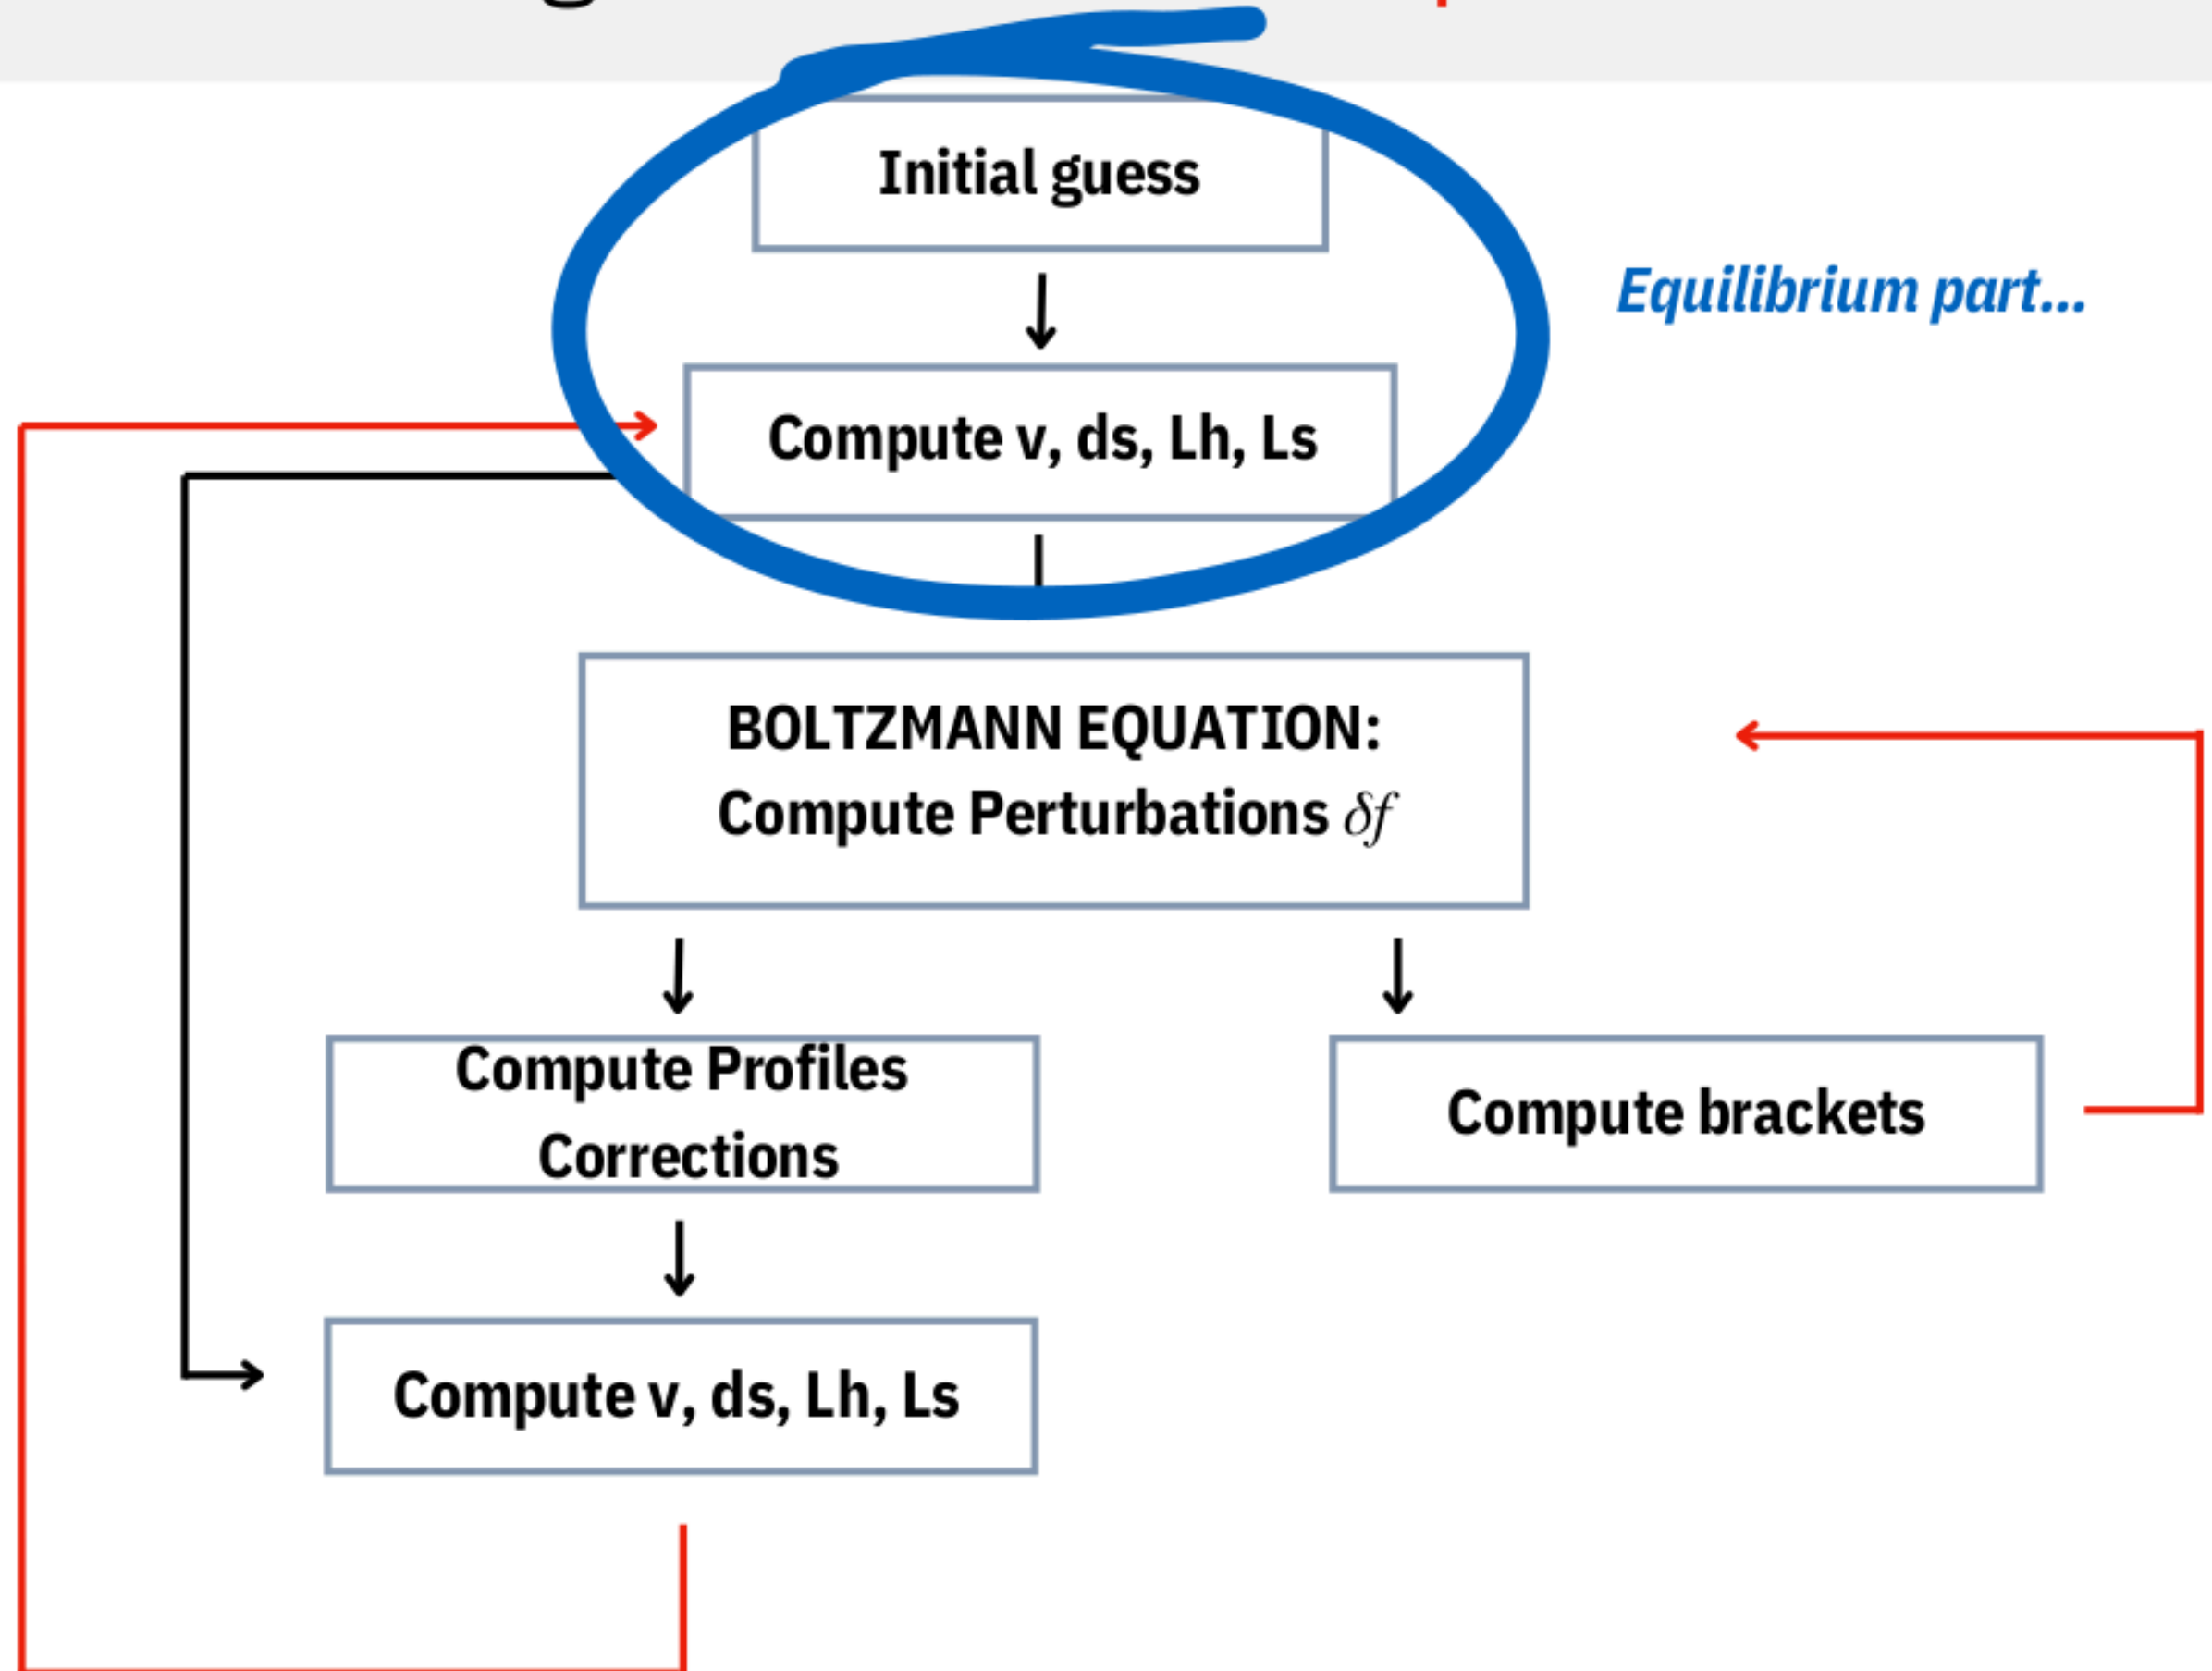 Initial guess
Equilibrium part...
Compute v, ds, Lh, Ls
BOLTZMANN EQUATION:
Compute Perturbations δf
Compute Profiles
Corrections
Compute brackets
Compute v, ds, Lh, Ls